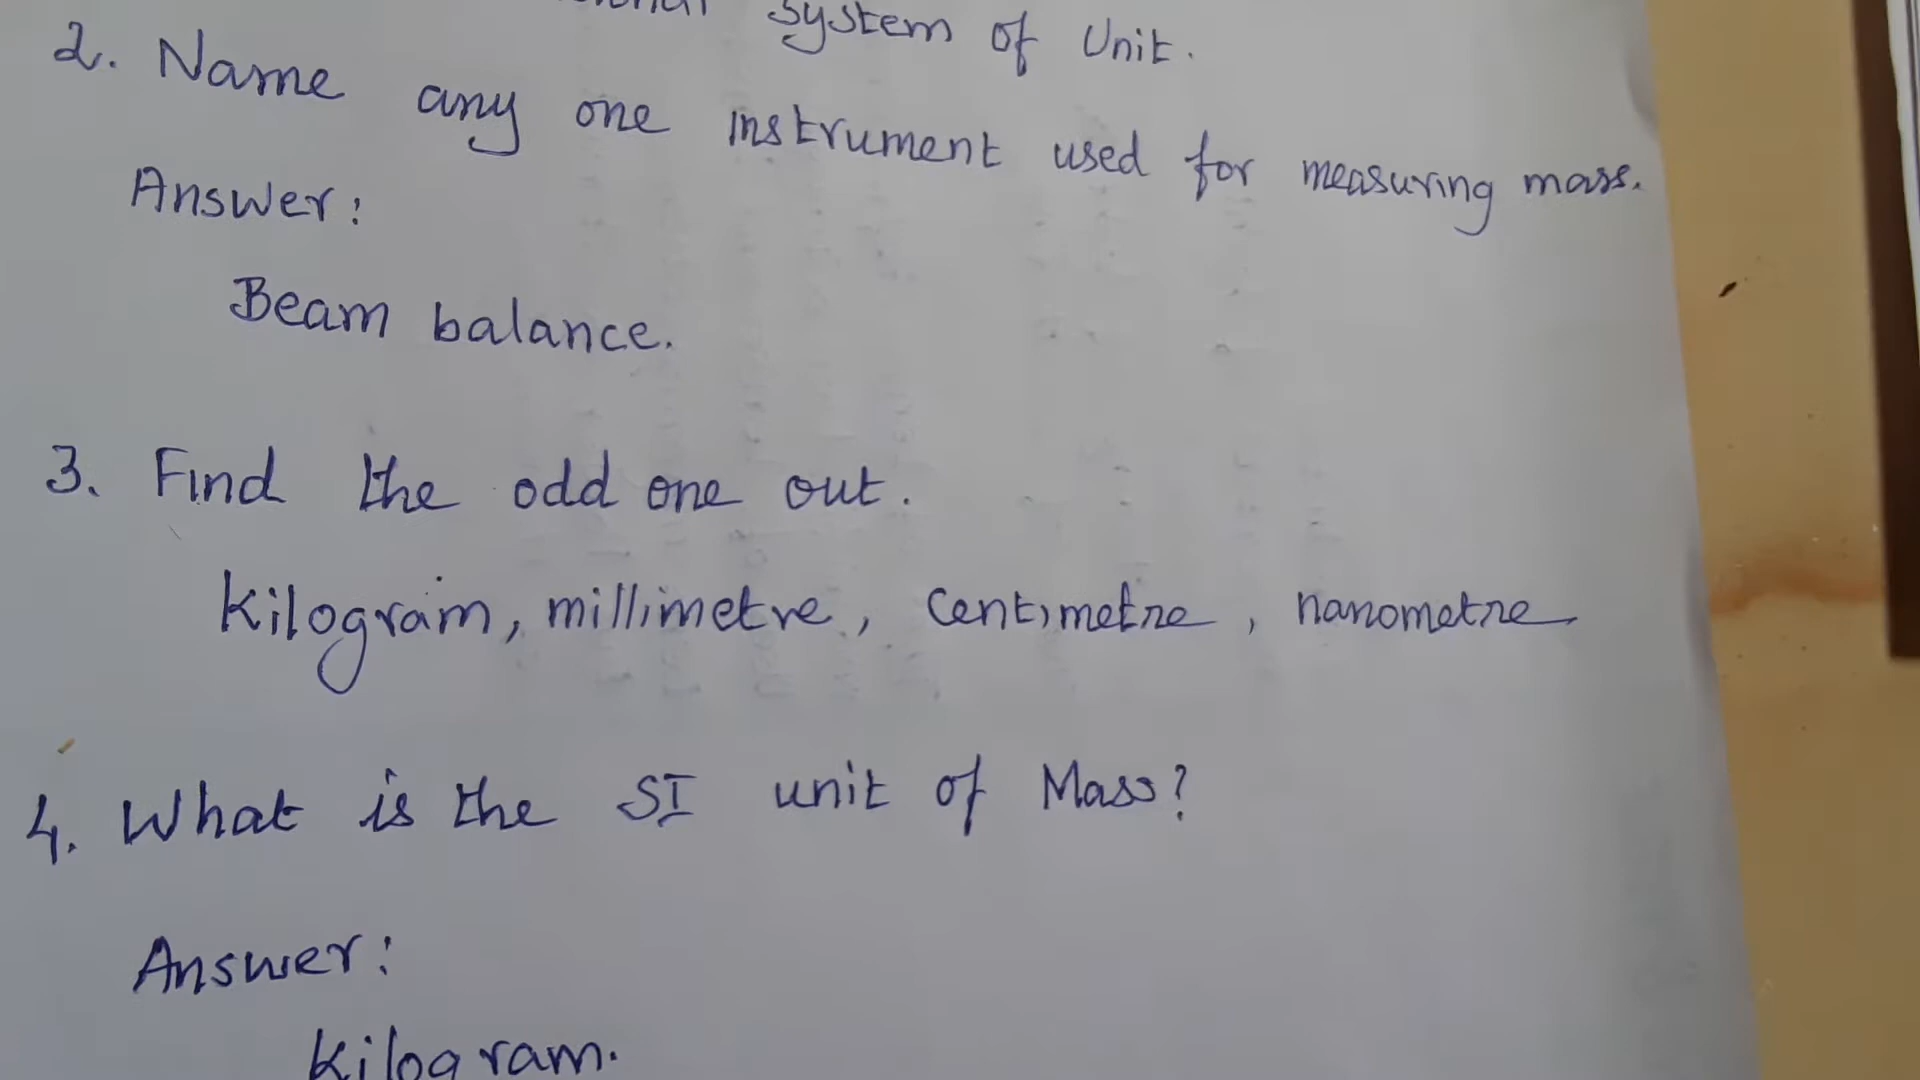 System of Unit.
2. Name any one instrument used for measuring mass.
Answer:
Beam balance.
3. Find the odd one out.
Kilogram, millimetre, centimetre, nanometre
4. What is the SI unit of Mass?
Answer:
Kilogram.